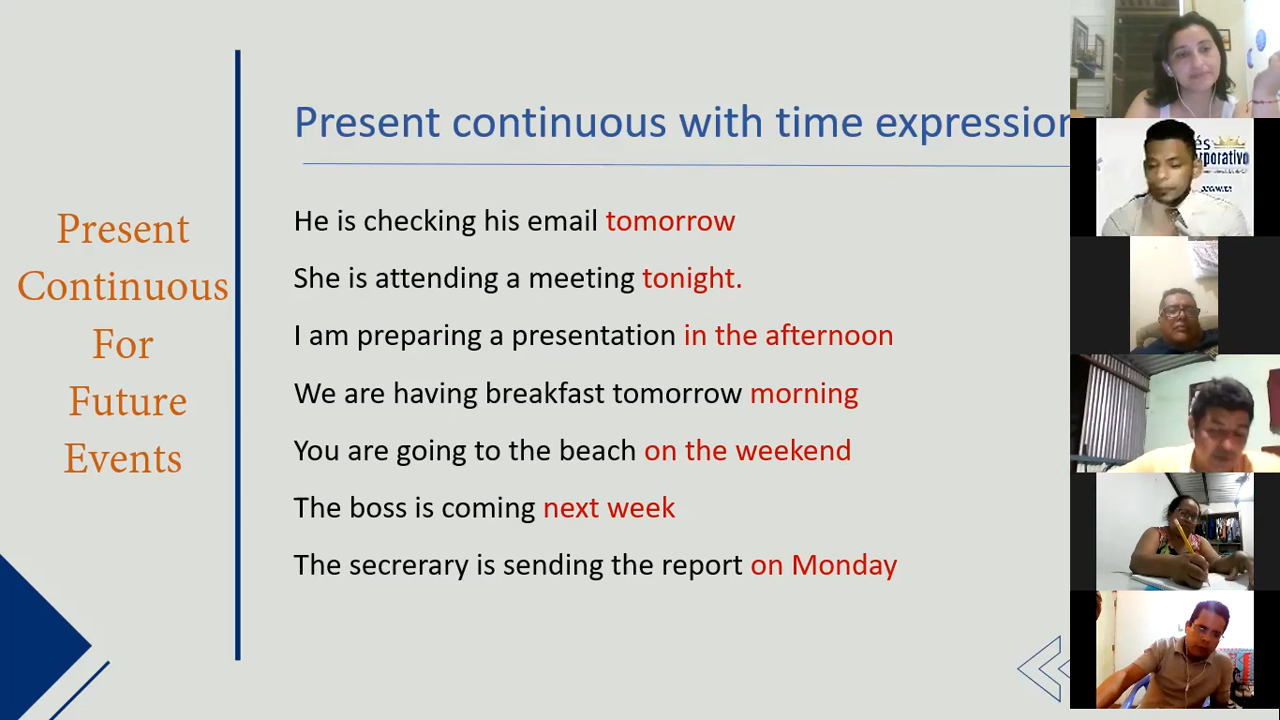 Present continuous with time expression
He is checking his email tomorrow
She is attending a meeting tonight.
I am preparing a presentation in the afternoon
We are having breakfast tomorrow morning
You are going to the beach on the weekend
The boss is coming next week
The secrerary is sending the report on Monday
Present
Continuous
For
Future
Events
és
rporativo